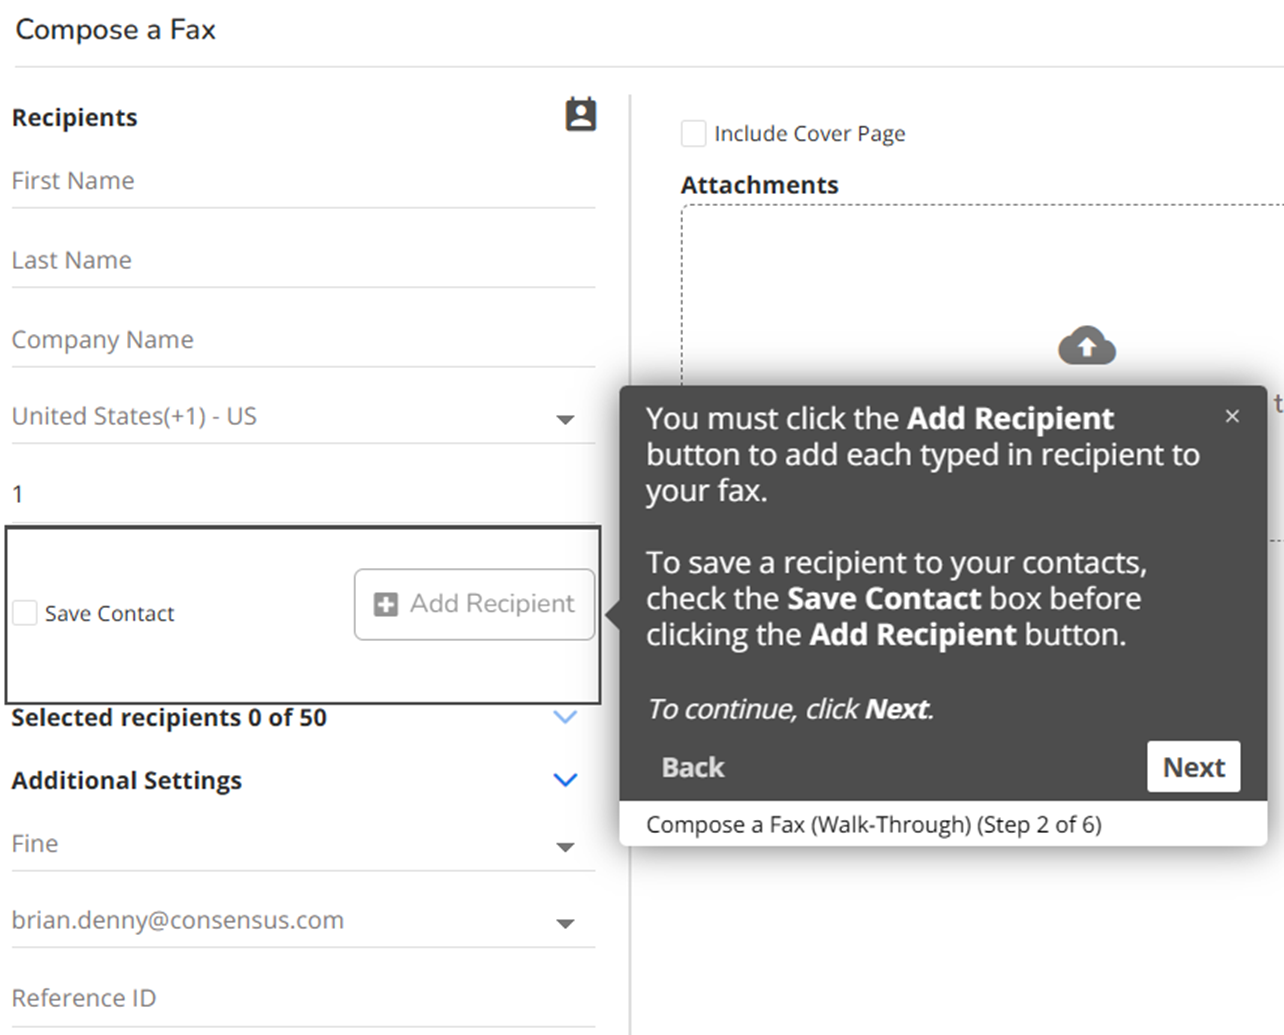 Compose a Fax
Recipients
First Name
Last Name
Company Name
United States(+1) - US
1
Save Contact
Add Recipient
Selected recipients 0 of 50
Additional Settings
Fine
brian.denny@consensus.com
Reference ID
Include Cover Page
Attachments
You must click the Add Recipient
button to add each typed in recipient to
your fax.
To save a recipient to your contacts,
check the Save Contact box before
clicking the Add Recipient button.
To continue, click Next.
Back
Next
Compose a Fax (Walk-Through) (Step 2 of 6)